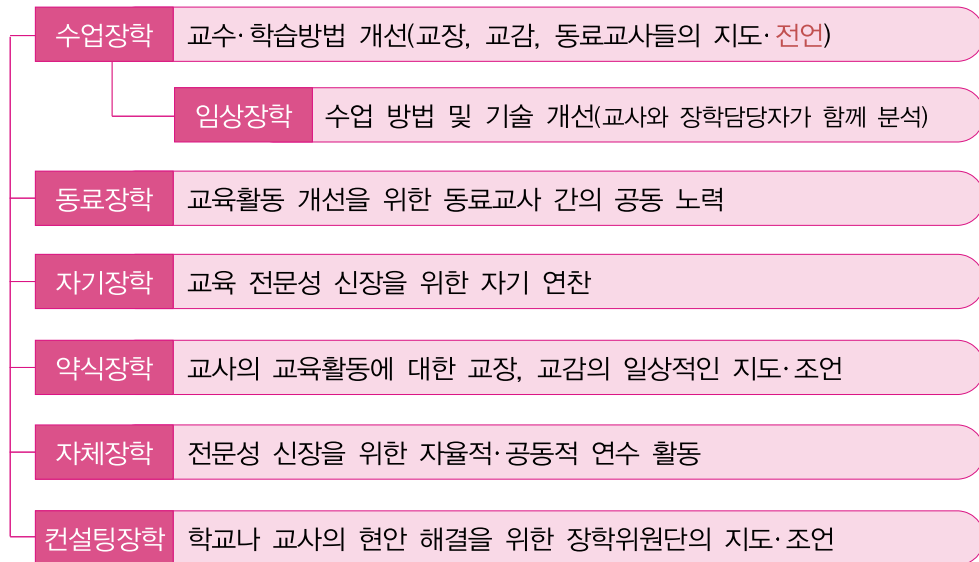 수업장학 교수·학습방법 개선(교장, 교감, 동료교사들의 지도·전언)
임상장학 수업 방법 및 기술 개선(교사와 장학담당자가 함께 분석)
동료장학 교육활동 개선을 위한 동료교사 간의 공동 노력
자기장학 교육 전문성 신장을 위한 자기 연찬
약식장학 교사의 교육활동에 대한 교장, 교감의 일상적인 지도·조언
자체장학 전문성 신장을 위한 자율적·공동적 연수 활동
컨설팅장학 학교나 교사의 현안 해결을 위한 장학위원단의 지도·조언